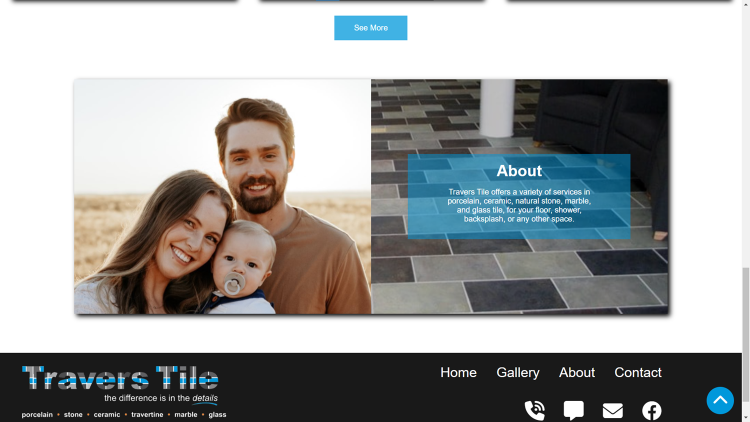 See More
About
Travers Tile offers a variety of services in
porcelain, ceramic, natural stone, marble,
and glass tile, for your floor, shower,
backsplash, or any other space.
Travers Tile
the difference is in the details
porcelain • stone • ceramic • travertine • marble • glass
Home Gallery About Contact